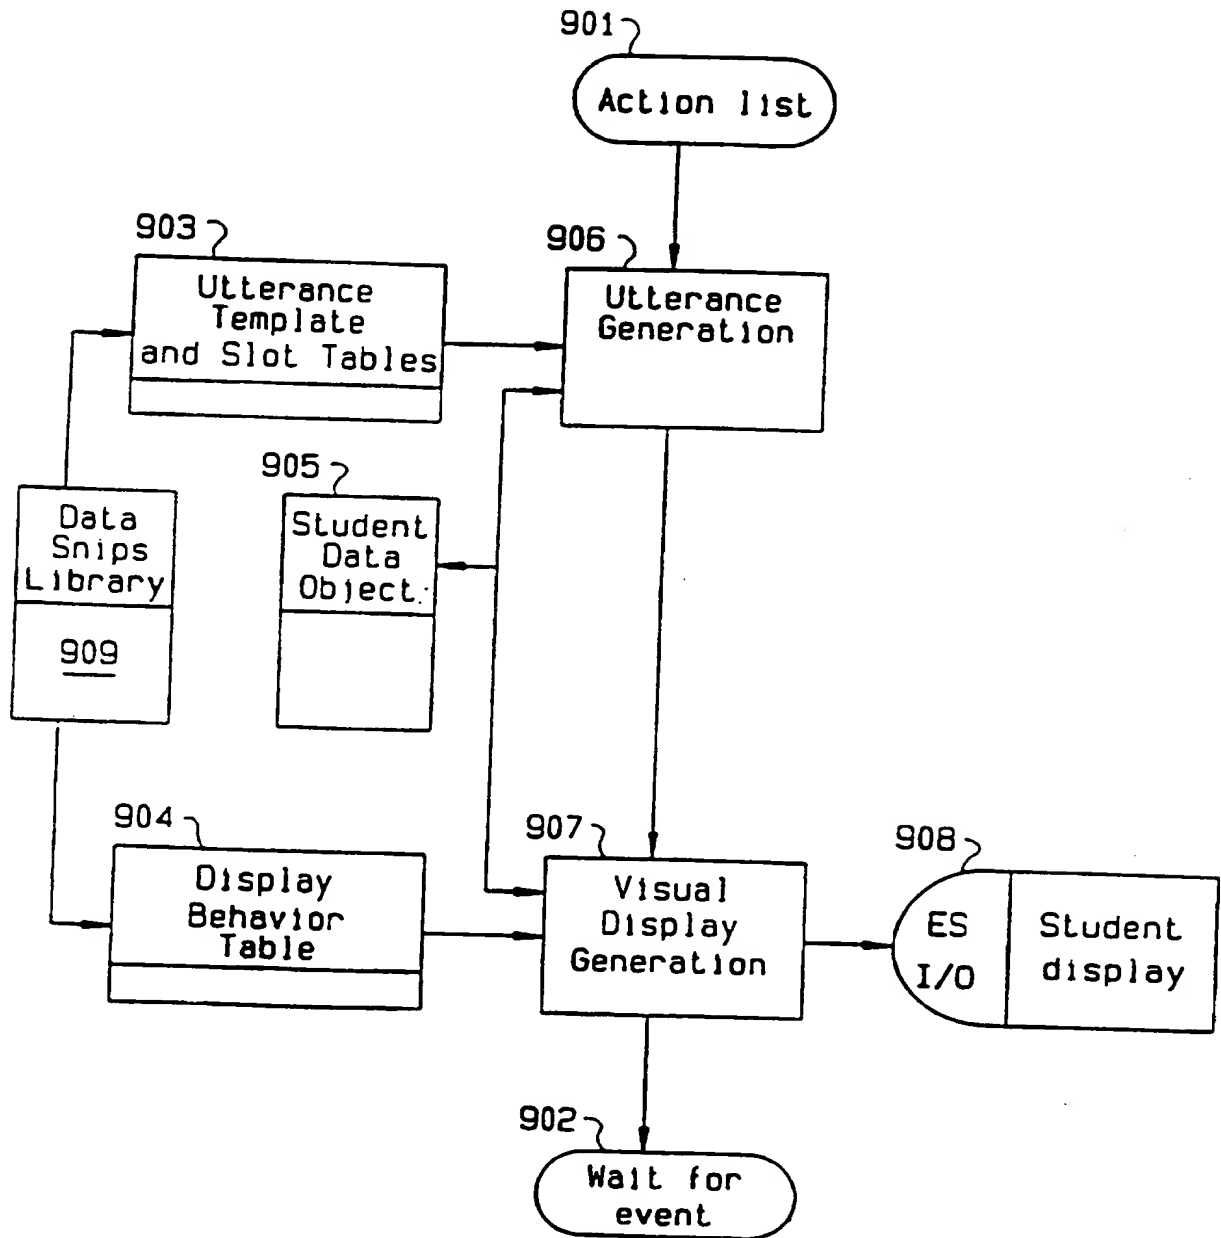 901
Action list
903
Utterance
Template
and Slot Tables
906
Utterance
Generation
905
Student
Data
Object
Data
Snips
Library
909
904
Display
Behavior
Table
907
Visual
Display
Generation
908
ES
I/O
Student
display
902
Wait for
event